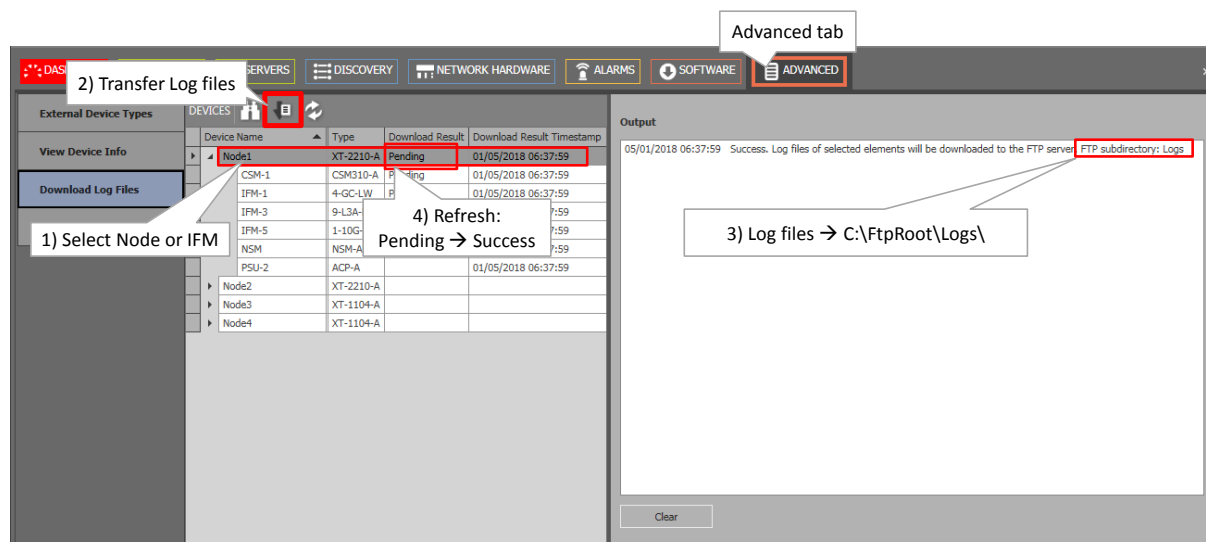 Advanced tab
DAS
SERVERS
DISCOVERY
NETWORK HARDWARE
ALARMS
SOFTWARE
ADVANCED
2) Transfer Log files
External Device Types
View Device Info
Download Log Files
DEVICES
Device Name Type Download Result Download Result Timestamp
Node1 XT-2210-A Pending 01/05/2018 06:37:59
CSM-1 CSM310-A 01/05/2018 06:37:59
IFM-1 4-GC-LW 01/05/2018 06:37:59
IFM-3 9-L3A- :59
IFM-5 1-10G- :59
NSM NSM-A :59
PSU-2 ACP-A 01/05/2018 06:37:59
Node2 XT-2210-A
Node3 XT-1104-A
Node4 XT-1104-A
1) Select Node or IFM
4) Refresh:
Pending → Success
Output
05/01/2018 06:37:59 Success. Log files of selected elements will be downloaded to the FTP server. FTP subdirectory: Logs
3) Log files → C:\FtpRoot\Logs\
Clear